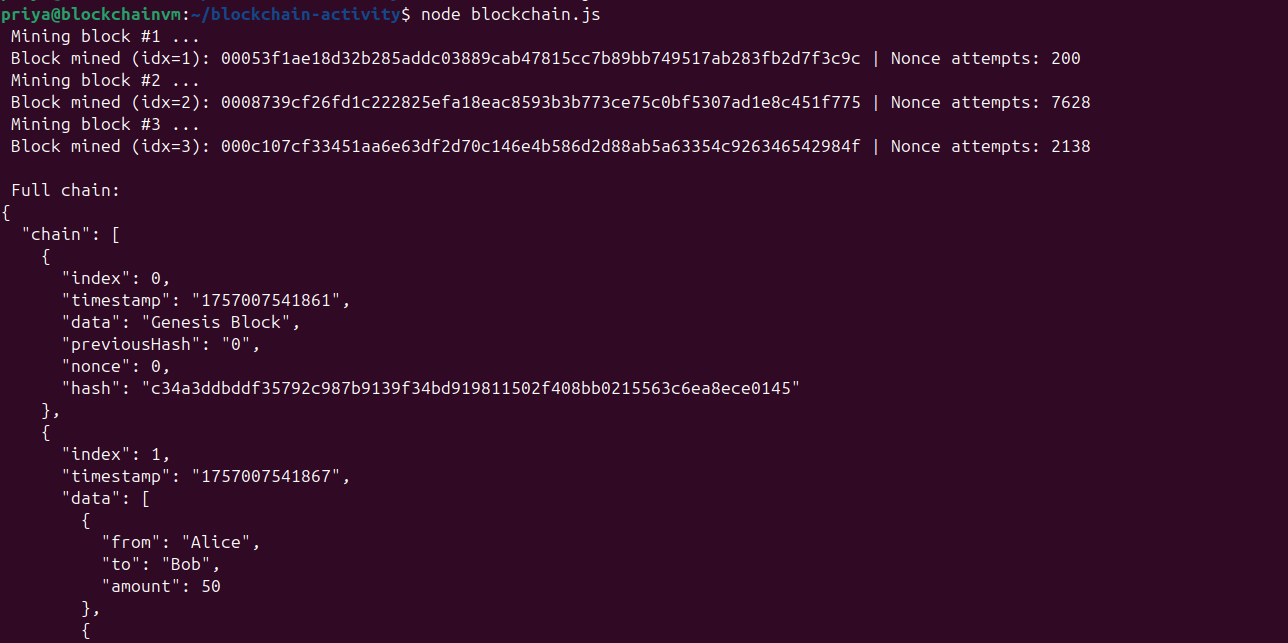 priya@blockchainvm:~/blockchain-activity$ node blockchain.js
Mining block #1 ...
Block mined (idx=1): 00053f1ae18d32b285addc03889cab47815cc7b89bb749517ab283fb2d7f3c9c | Nonce attempts: 200
Mining block #2 ...
Block mined (idx=2): 0008739cf26fd1c222825efa18eac8593b3b773ce75c0bf5307ad1e8c451f775 | Nonce attempts: 7628
Mining block #3 ...
Block mined (idx=3): 000c107cf33451aa6e63df2d70c146e4b586d2d88ab5a63354c926346542984f | Nonce attempts: 2138
Full chain:
{
  "chain": [
    {
      "index": 0,
      "timestamp": "1757007541861",
      "data": "Genesis Block",
      "previousHash": "0",
      "nonce": 0,
      "hash": "c34a3ddbddf35792c987b9139f34bd919811502f408bb0215563c6ea8ece0145"
    },
    {
      "index": 1,
      "timestamp": "1757007541867",
      "data": [
        {
          "from": "Alice",
          "to": "Bob",
          "amount": 50
        },
        {